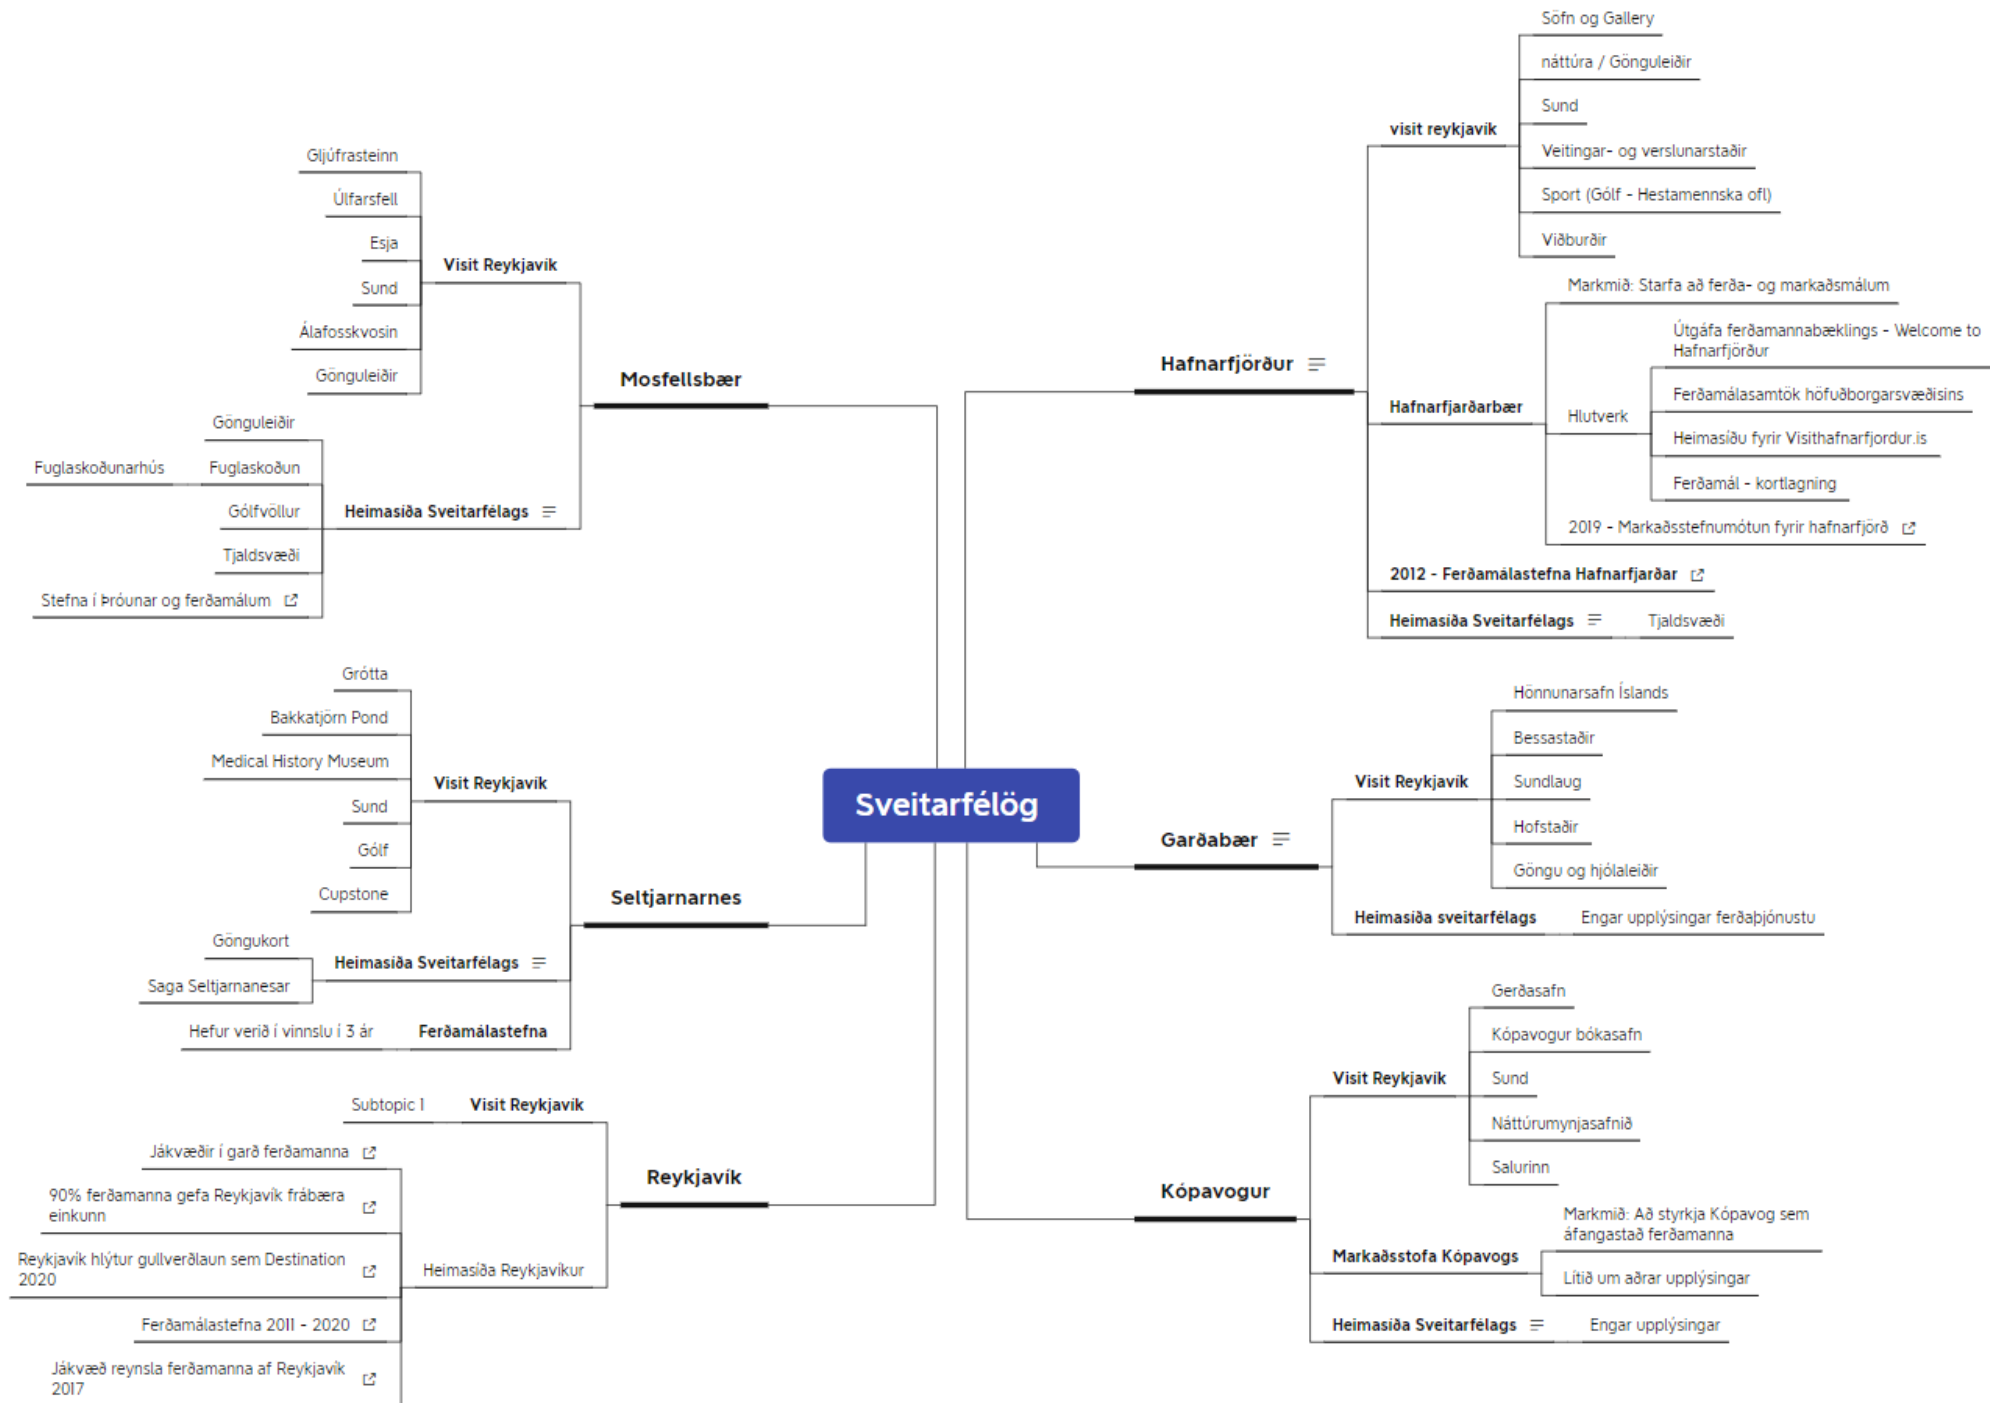 Sveitarfélög
Mosfellsbær
Visit Reykjavík
Gljúfrasteinn
Úlfarsfell
Esja
Sund
Álafosskvosin
Gönguleiðir
Heimasíða Sveitarfélags
Gönguleiðir
Fuglaskoðun
Fuglaskoðunarhús
Gólfvöllur
Tjaldsvæði
Stefna í Þróunar og ferðamálum
Seltjarnarnes
Visit Reykjavík
Grótta
Bakkatjörn Pond
Medical History Museum
Sund
Gólf
Cupstone
Heimasíða Sveitarfélags
Göngukort
Saga Seltjarnanesar
Ferðamálastefna
Hefur verið í vinnslu í 3 ár
Reykjavík
Visit Reykjavík
Subtopic 1
Heimasíða Reykjavíkur
Jákvæðir í garð ferðamanna
90% ferðamanna gefa Reykjavík frábæra
einkunn
Reykjavík hlýtur gullverðlaun sem Destination
2020
Ferðamálastefna 2011 - 2020
Jákvæð reynsla ferðamanna af Reykjavík
2017
Hafnarfjörður
visit reykjavík
Söfn og Gallery
náttúra / Gönguleiðir
Sund
Veitingar- og verslunarstaðir
Sport (Gólf - Hestamennska ofl)
Viðburðir
Hafnarfjarðarbær
Markmið: Starfa að ferða- og markaðsmálum
Hlutverk
Útgáfa ferðamannabæklings - Welcome to
Hafnarfjörður
Ferðamálasamtök höfuðborgarsvæðisins
Heimasíðu fyrir Visithafnarfjordur.is
Ferðamál - kortlagning
2019 - Markaðsstefnumótun fyrir hafnarfjörð
2012 - Ferðamálastefna Hafnarfjarðar
Heimasíða Sveitarfélags
Tjaldsvæði
Garðabær
Visit Reykjavík
Hönnunarsafn Íslands
Bessastaðir
Sundlaug
Hofstaðir
Göngu og hjólaleiðir
Heimasíða sveitarfélags
Engar upplýsingar ferðaþjónustu
Kópavogur
Visit Reykjavík
Gerðasafn
Kópavogur bókasafn
Sund
Náttúrumynjasafnið
Salurinn
Markaðsstofa Kópavogs
Markmið: Að styrkja Kópavog sem
áfangastað ferðamanna
Lítið um aðrar upplýsingar
Heimasíða Sveitarfélags
Engar upplýsingar